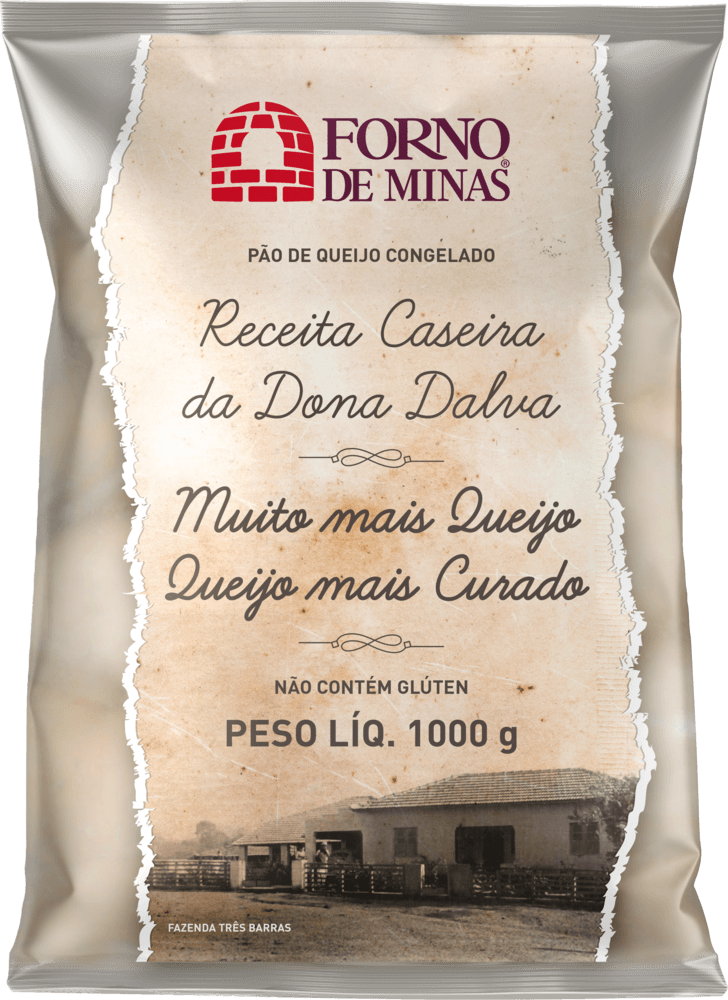 FORNO
DE MINAS®
PÃO DE QUEIJO CONGELADO
Receita Caseira
da Dona Dalva
Muito mais Queijo
Queijo mais Curado
NÃO CONTÉM GLÚTEN
PESO LÍQ. 1000 g
FAZENDA TRÊS BARRAS